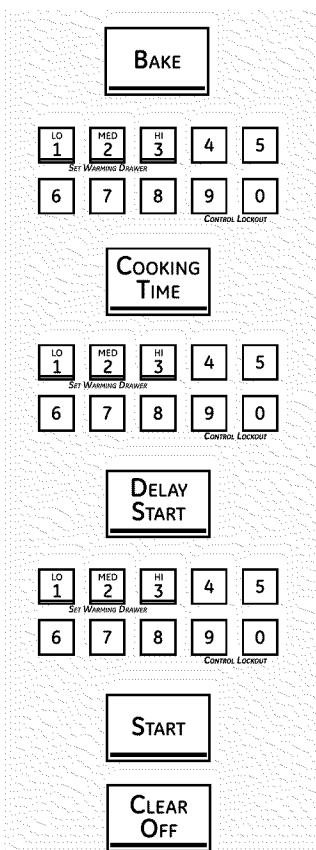 BAKE
LO MED HI
1 2 3 4 5
SET WARMING DRAWER
6 7 8 9 0
CONTROL LOCKOUT
COOKING
TIME
LO MED HI
1 2 3 4 5
SET WARMING DRAWER
6 7 8 9 0
CONTROL LOCKOUT
DELAY
START
LO MED HI
1 2 3 4 5
SET WARMING DRAWER
6 7 8 9 0
CONTROL LOCKOUT
START
CLEAR
OFF